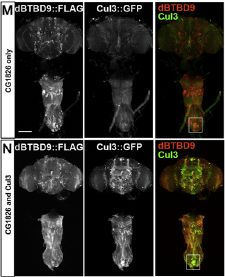 M
dBTBD9::FLAG Cul3::GFP dBTBD9
Cul3
CG1826 only
N
dBTBD9::FLAG Cul3::GFP dBTBD9
Cul3
CG1826 and Cul3